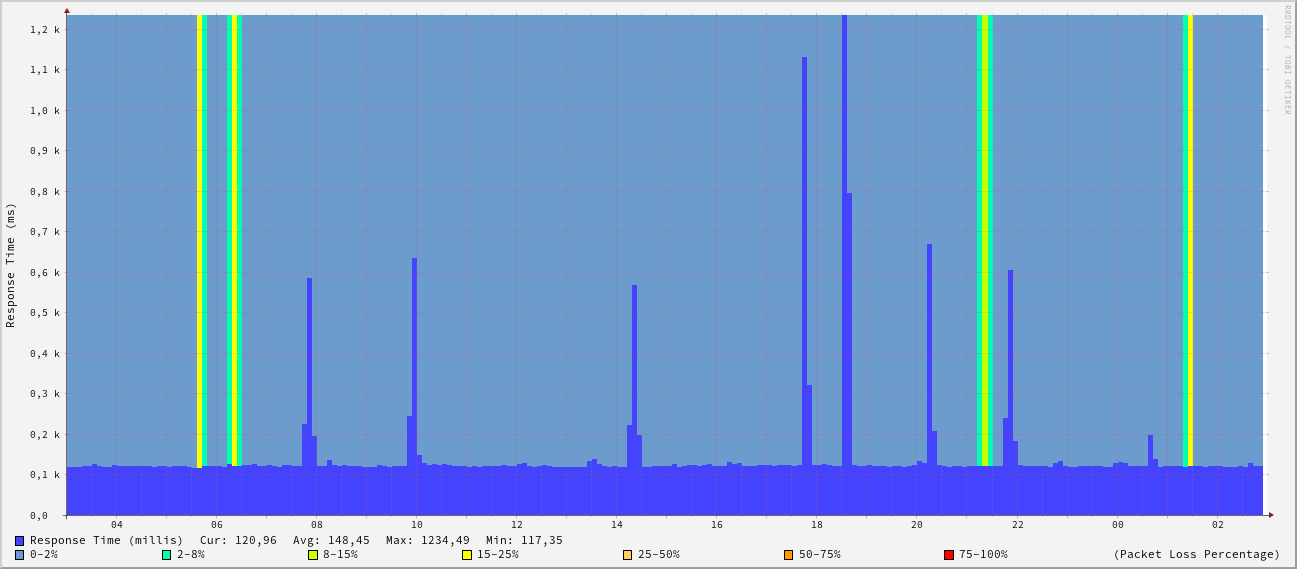 RRDTOOL / TOBI OETIKER
Response Time (ms)
1,2 k
1,1 k
1,0 k
0,9 k
0,8 k
0,7 k
0,6 k
0,5 k
0,4 k
0,3 k
0,2 k
0,1 k
0,0
04 06 08 10 12 14 16 18 20 22 00 02
Response Time (millis) Cur: 120,96 Avg: 148,45 Max: 1234,49 Min: 117,35
0-2% 2-8% 8-15% 15-25% 25-50% 50-75% 75-100% (Packet Loss Percentage)